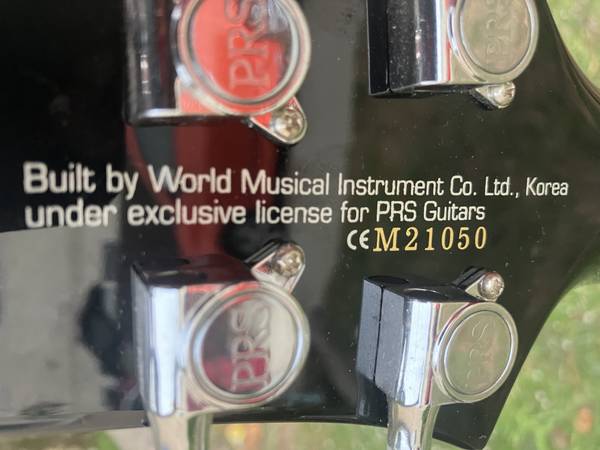 PRS
PRS
Built by World Musical Instrument Co. Ltd., Korea
under exclusive license for PRS Guitars
CE M21050
PRS
PRS